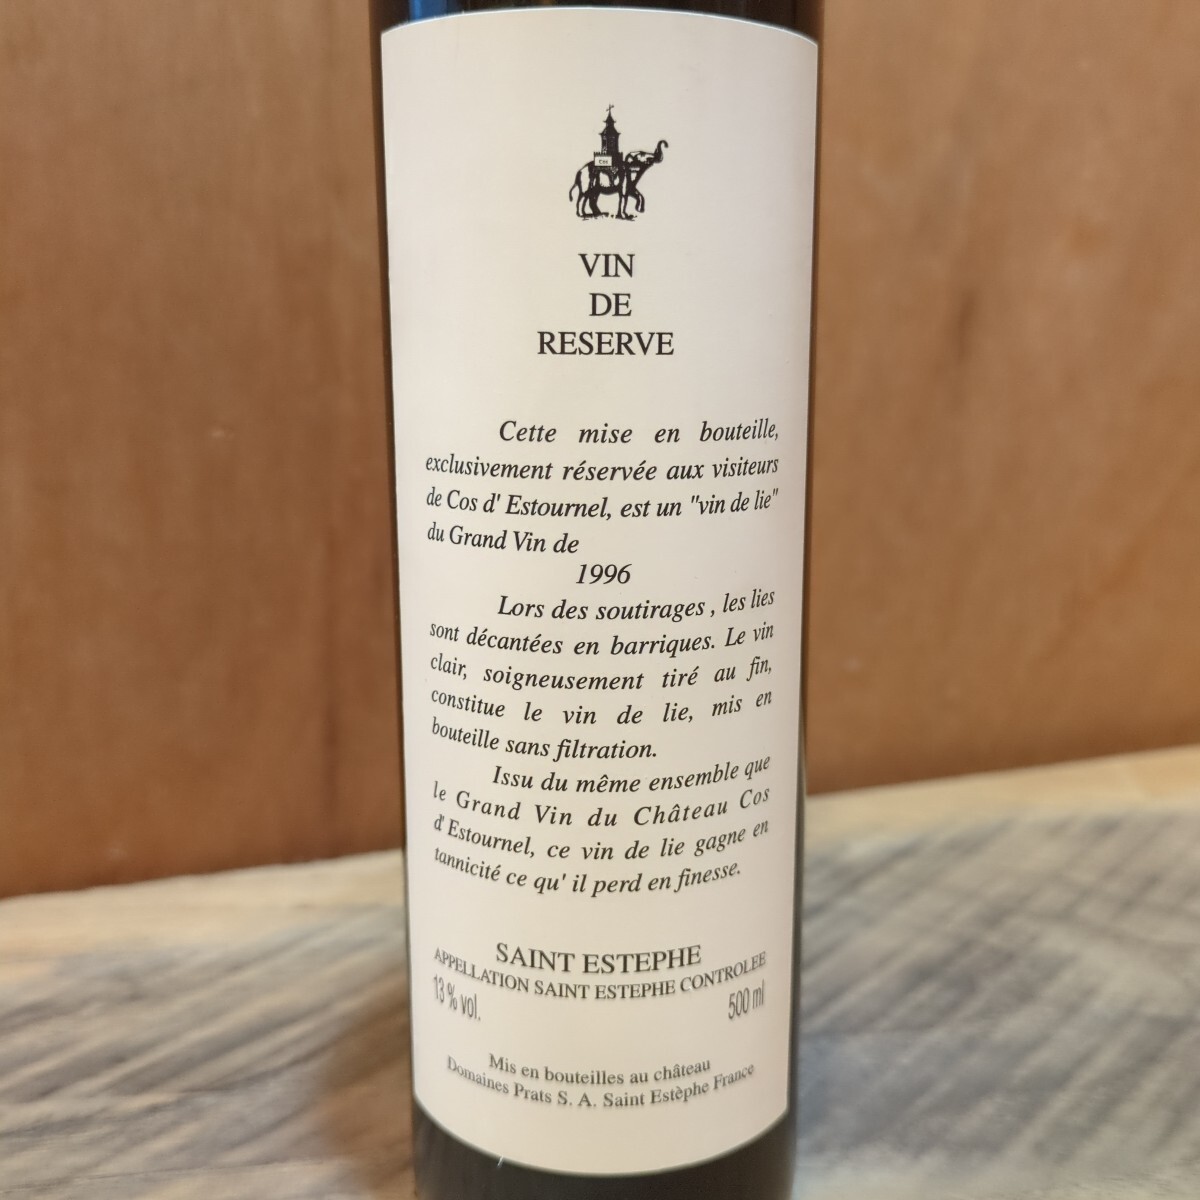 COS
VIN
DE
RESERVE
Cette mise en bouteille,
exclusivement réservée aux visiteurs
de Cos d' Estournel, est un "vin de lie"
du Grand Vin de
1996
Lors des soutirages , les lies
sont décantées en barriques. Le vin
clair, soigneusement tiré au fin,
constitue le vin de lie, mis en
bouteille sans filtration.
Issu du même ensemble que
le Grand Vin du Château Cos
d' Estournel, ce vin de lie gagne en
tannicité ce qu' il perd en finesse.
SAINT ESTEPHE
APPELLATION SAINT ESTEPHE CONTROLEE
13 % vol. 500 ml
Mis en bouteilles au château
Domaines Prats S. A. Saint Estèphe France